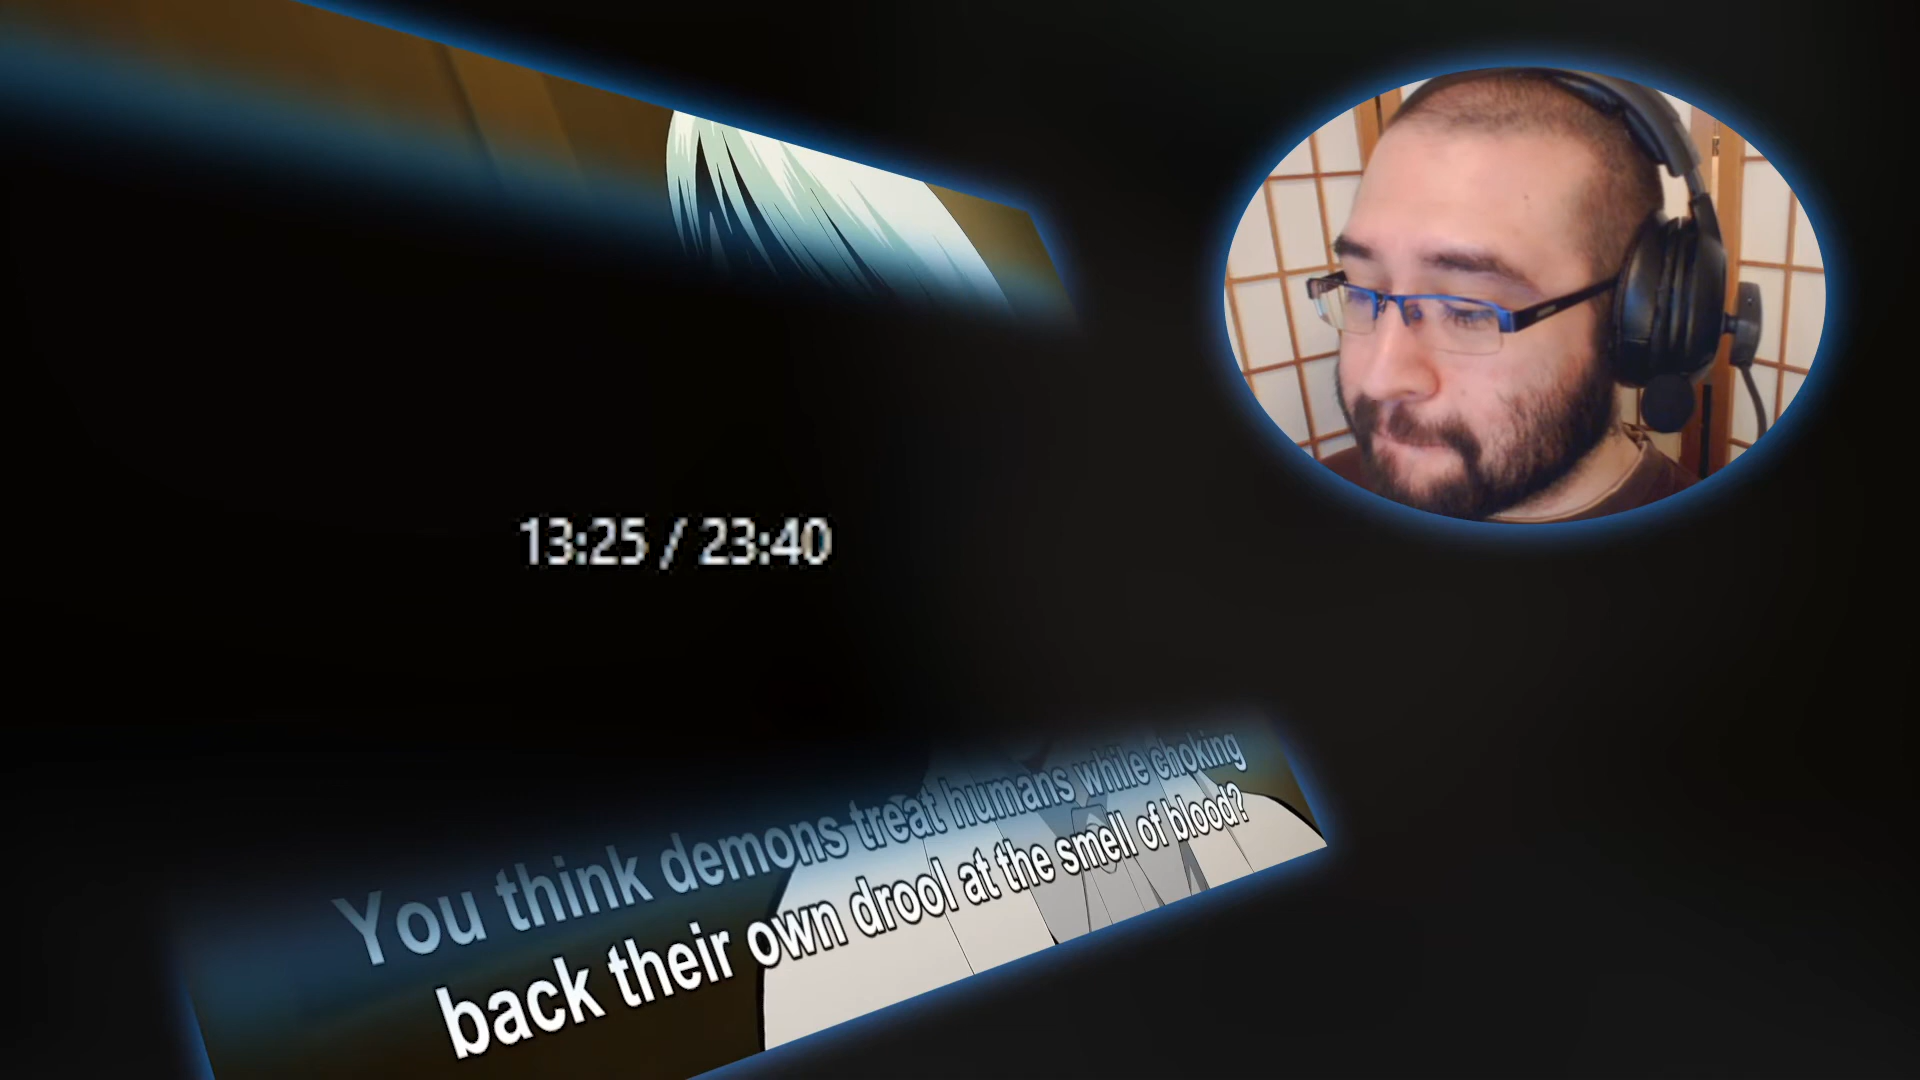 13:25 / 23:40
You think demons treat humans while choking
back their own drool at the smell of blood?